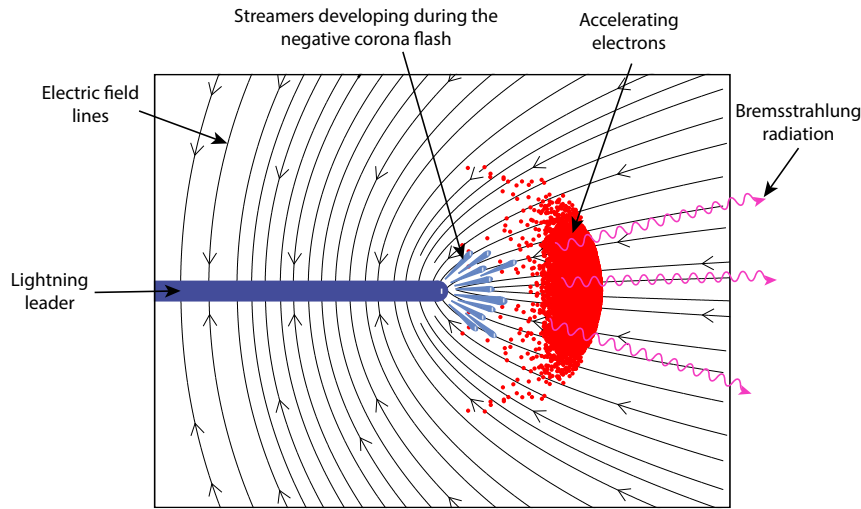 Streamers developing during the
negative corona flash
Accelerating
electrons
Electric field
lines
Bremsstrahlung
radiation
Lightning
leader